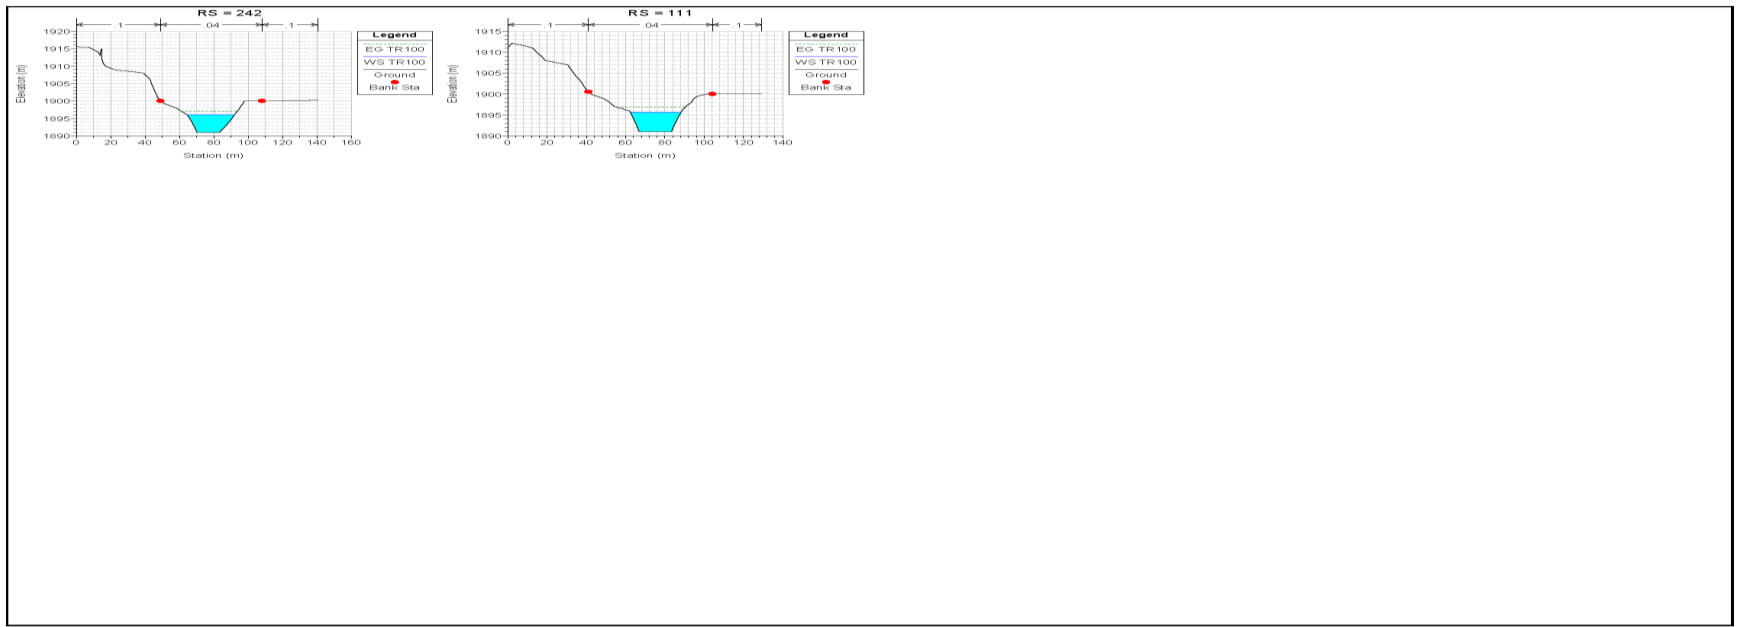 RS = 242
.1 .04 .1
1920
1915
1910
1905
1900
1895
1890
0 20 40 60 80 100 120 140 160
Station (m)
Elevation (m)
Legend
EG TR100
WS TR100
Ground
Bank Sta
RS = 111
.1 .04 .1
1915
1910
1905
1900
1895
1890
0 20 40 60 80 100 120 140
Station (m)
Elevation (m)
Legend
EG TR100
WS TR100
Ground
Bank Sta